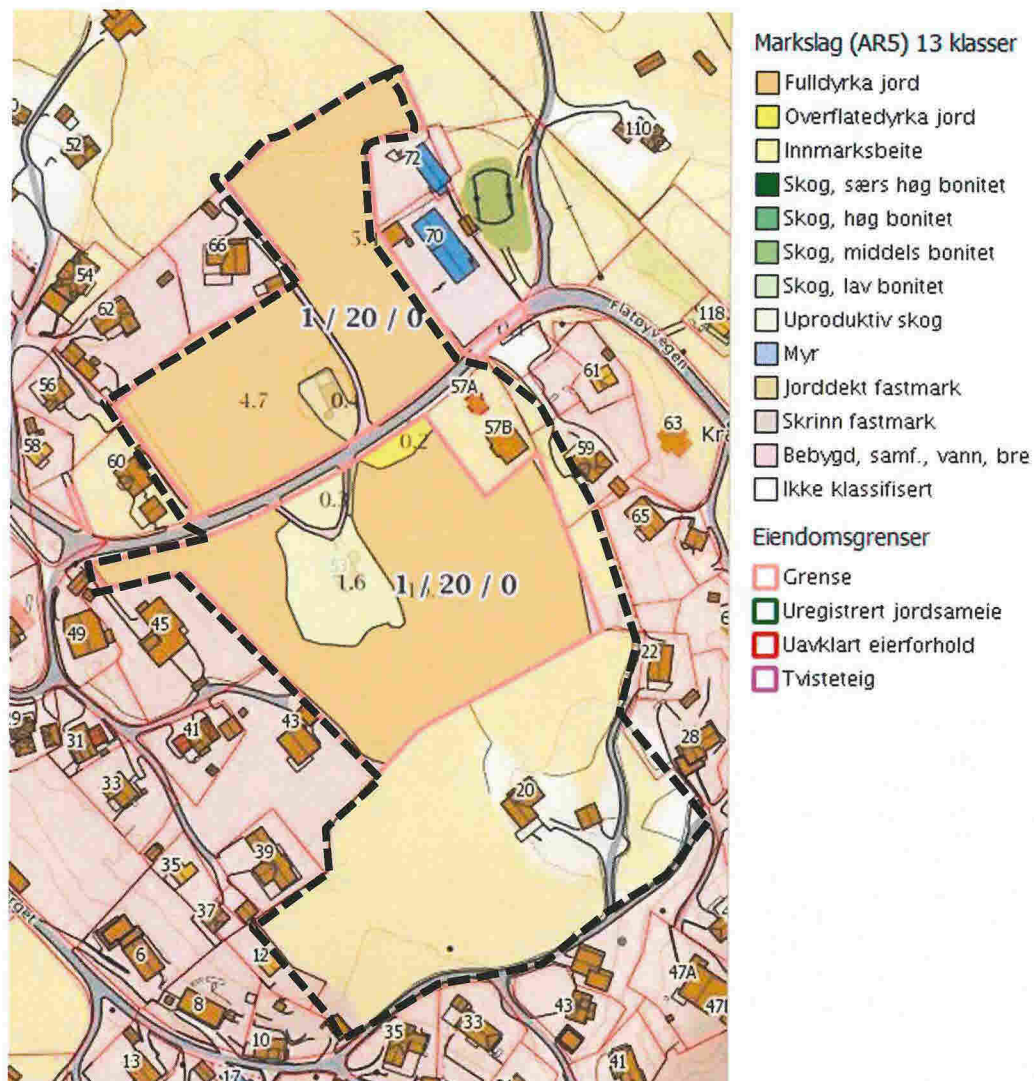 Markslag (AR5) 13 klasser
Fulldyrka jord
Overflatedyrka jord
Innmarksbeite
Skog, særs høg bonitet
Skog, høg bonitet
Skog, middels bonitet
Skog, lav bonitet
Uproduktiv skog
Myr
Jorddekt fastmark
Skrinn fastmark
Bebygd, samf., vann, bre
Ikke klassifisert
Eiendomsgrenser
Grense
Uregistrert jordsameie
Uavklart eierforhold
Tvisteteig
52
110
72
66
70
54
62
1 / 20 / 0
Flatøyvegen
118
56
4.7
57A
61
58
57B
63
60
0.2
59
65
1.6
1 / 20 / 0
49
45
22
43
41
31
28
33
20
39
35
37
6
12
47A
8
43
33
35
10
13
17
41